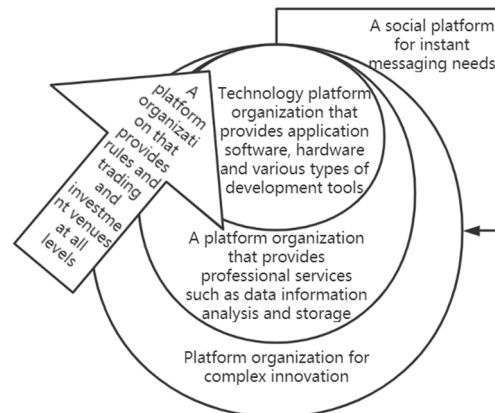 A social platform
for instant
messaging needs
A
platform
organizati
on that
provides
rules and
trading
and
investme
nt venues
at all
levels
Technology platform
organization that
provides application
software, hardware
and various types of
development tools
A platform organization
that provides
professional services
such as data information
analysis and storage
Platform organization for
complex innovation